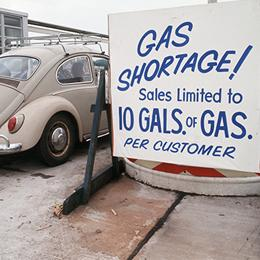 GAS
SHORTAGE!
Sales Limited to
10 GALS. OF GAS.
PER CUSTOMER